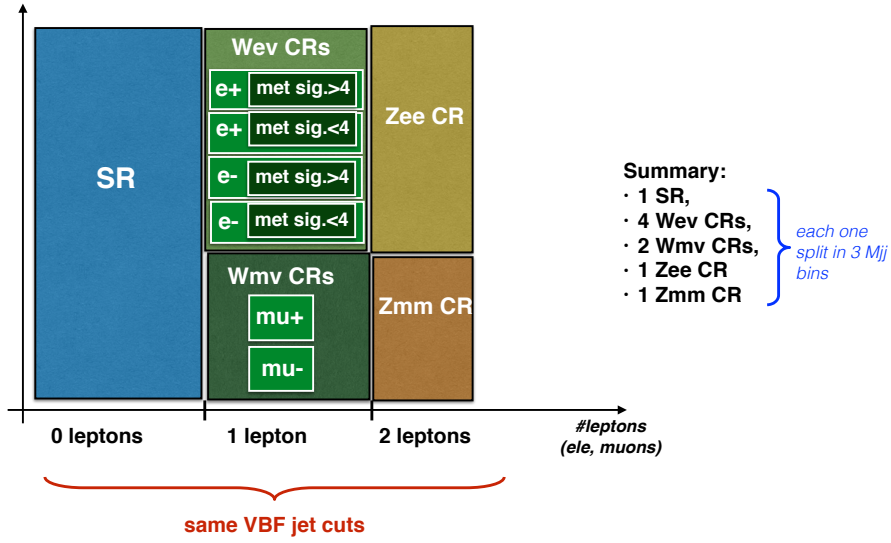 SR
Wev CRs
e+ met sig.>4
e+ met sig.<4
e- met sig.>4
e- met sig.<4
Wmv CRs
mu+
mu-
Zee CR
Zmm CR
0 leptons
1 lepton
2 leptons
#leptons
(ele, muons)
same VBF jet cuts
Summary:
· 1 SR,
· 4 Wev CRs,
· 2 Wmv CRs,
· 1 Zee CR
· 1 Zmm CR
each one
split in 3 Mjj
bins